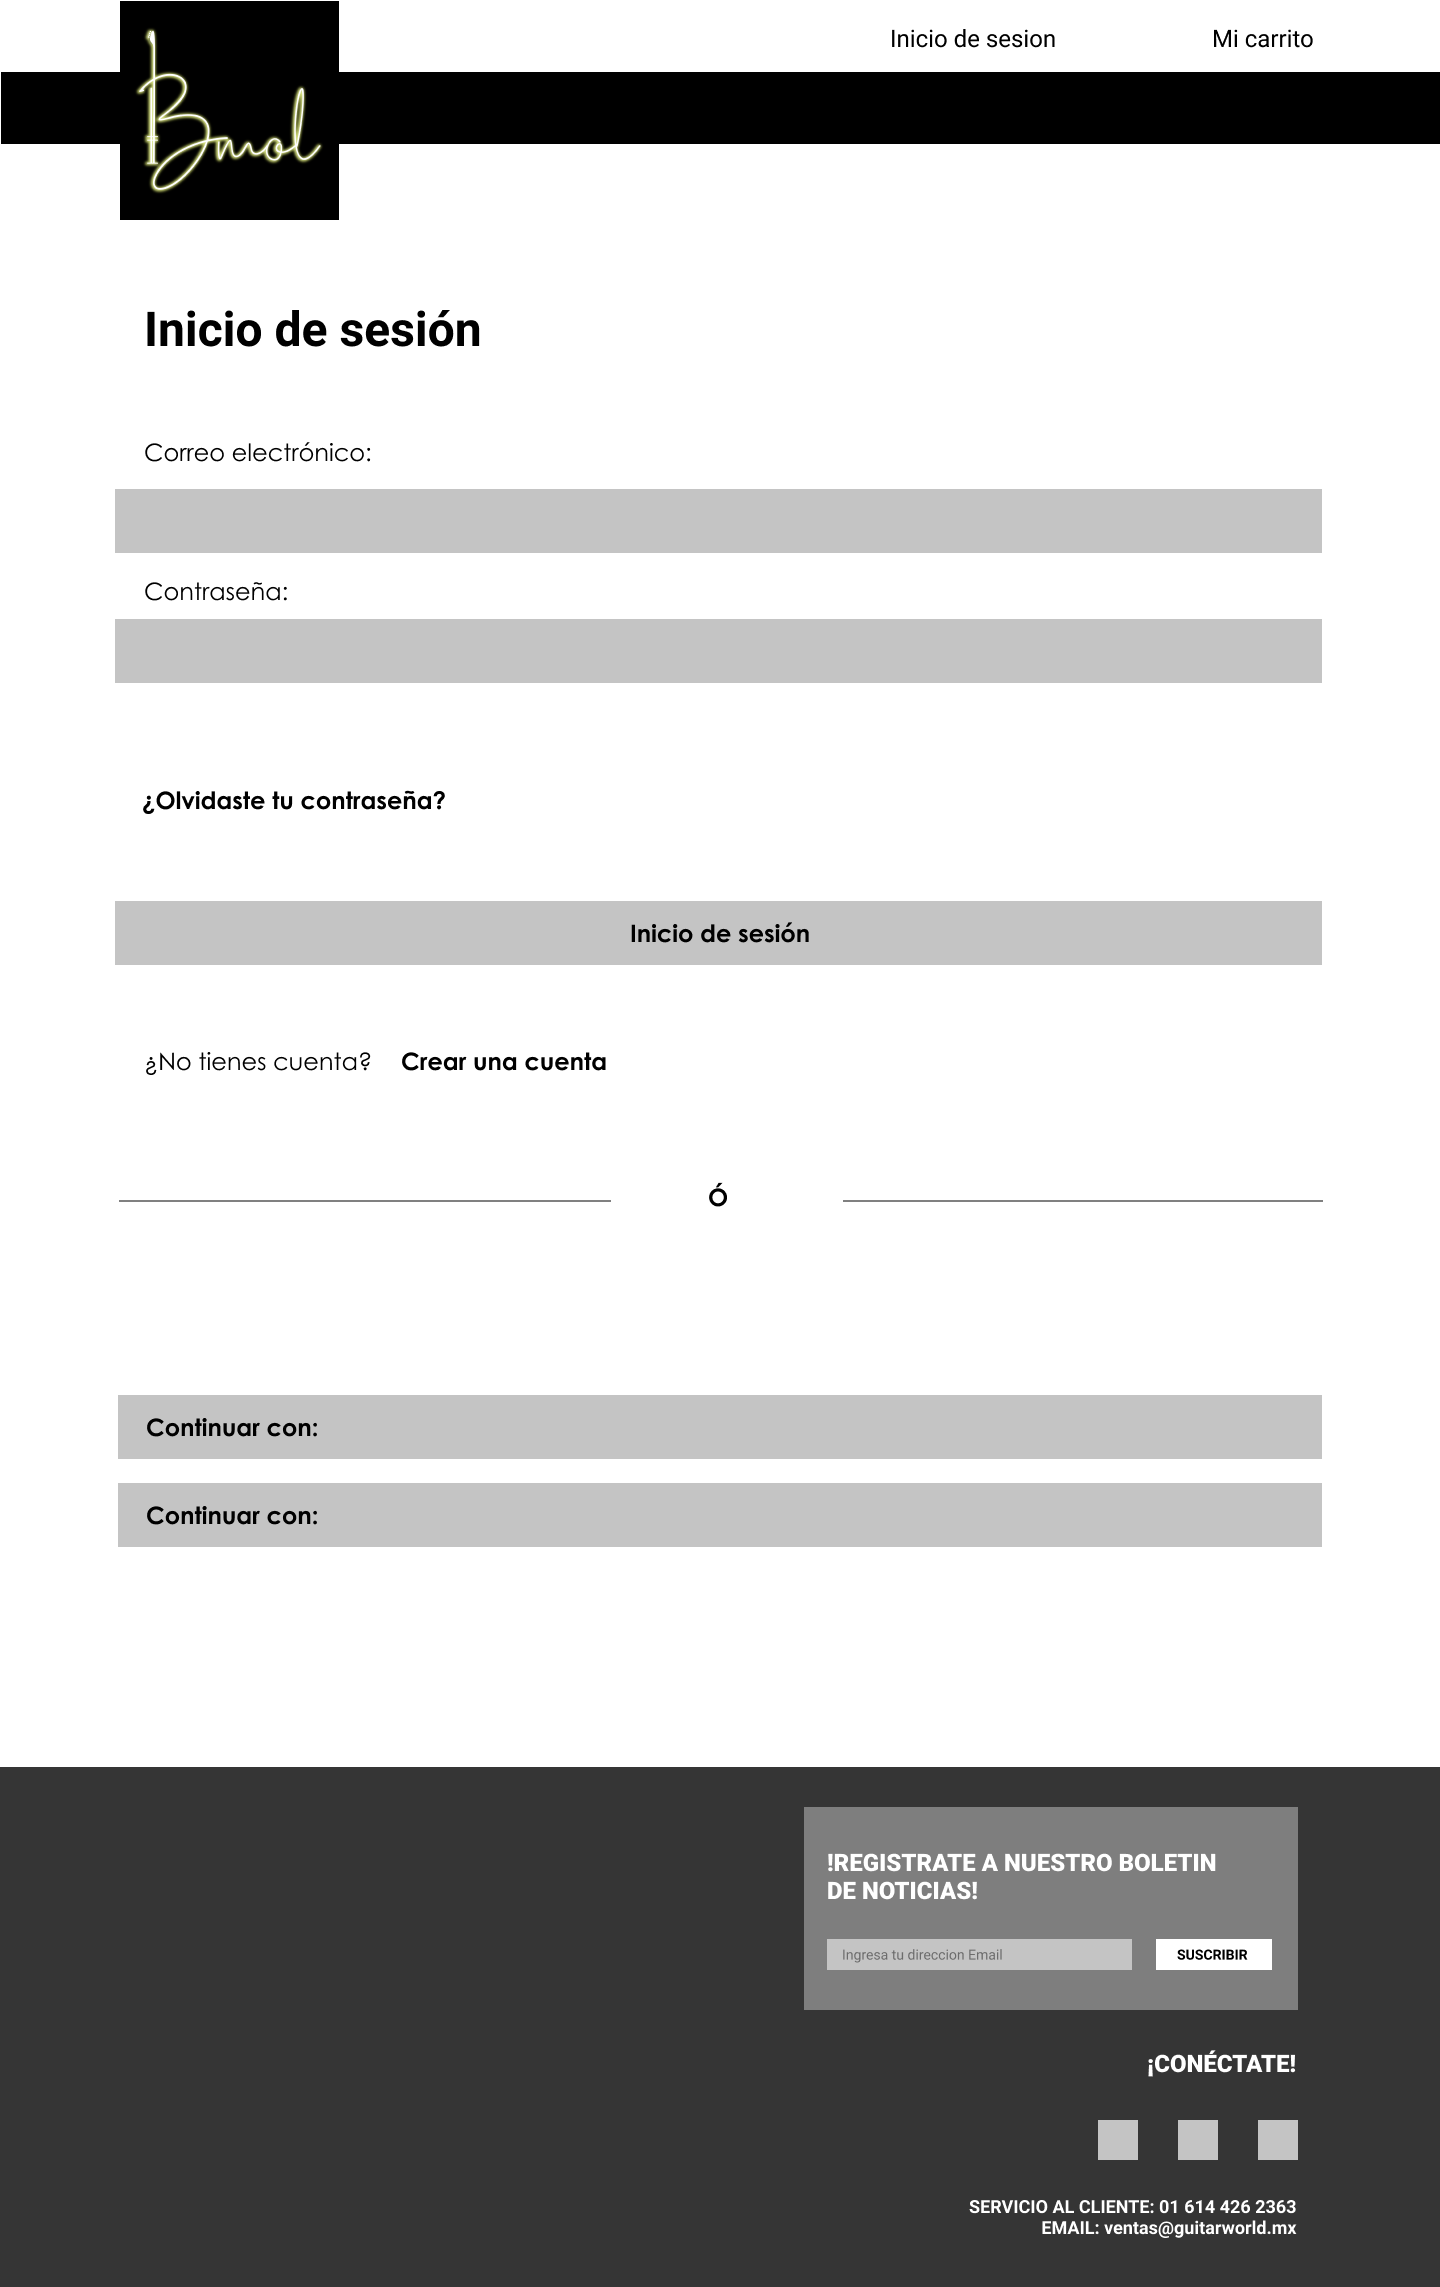 Inicio de sesion
Mi carrito
Bmol
Inicio de sesión
Correo electrónico:
Contraseña:
¿Olvidaste tu contraseña?
Inicio de sesión
¿No tienes cuenta? Crear una cuenta
Ó
Continuar con:
Continuar con:
!REGISTRATE A NUESTRO BOLETIN
DE NOTICIAS!
Ingresa tu direccion Email
SUSCRIBIR
¡CONÉCTATE!
SERVICIO AL CLIENTE: 01 614 426 2363
EMAIL: ventas@guitarworld.mx